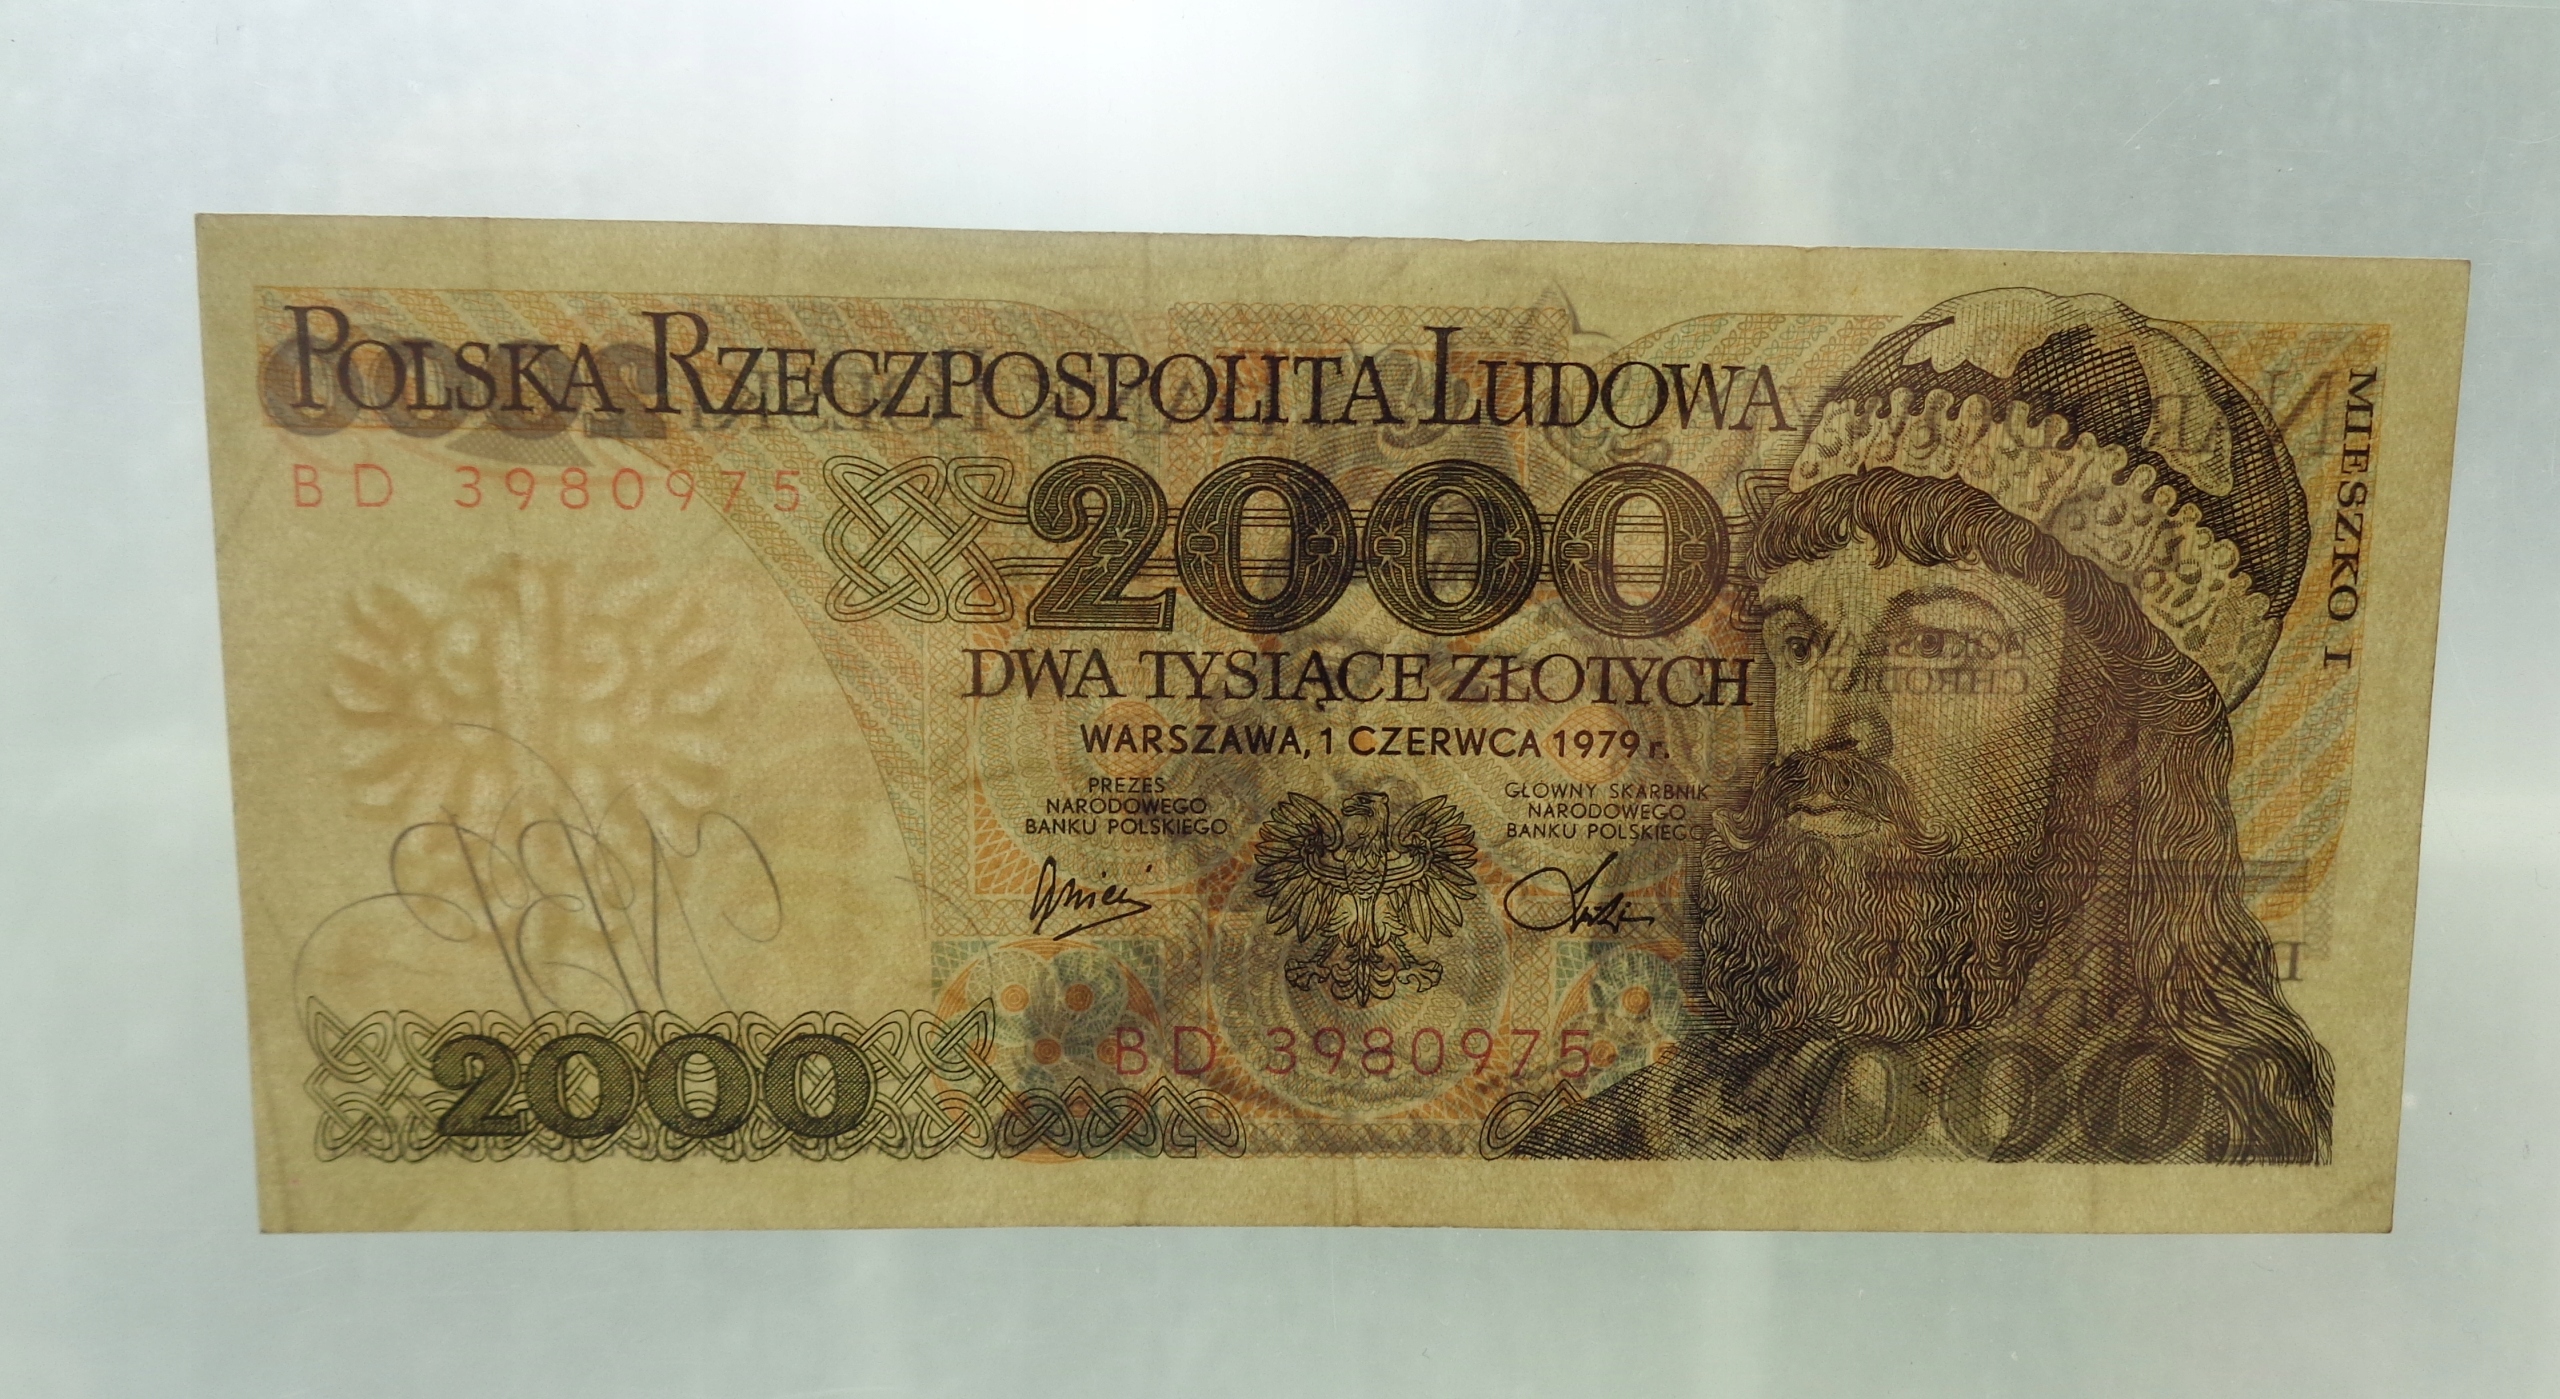 POLSKA RZECZPOSPOLITA LUDOWA
BD 3980975
2000
DWA TYSIĄCE ZŁOTYCH
WARSZAWA, 1 CZERWCA 1979 r.
PREZES
NARODOWEGO
BANKU POLSKIEGO
GŁÓWNY SKARBNIK
NARODOWEGO
BANKU POLSKIEGO
BD 3980975
2000
MIESZKO I